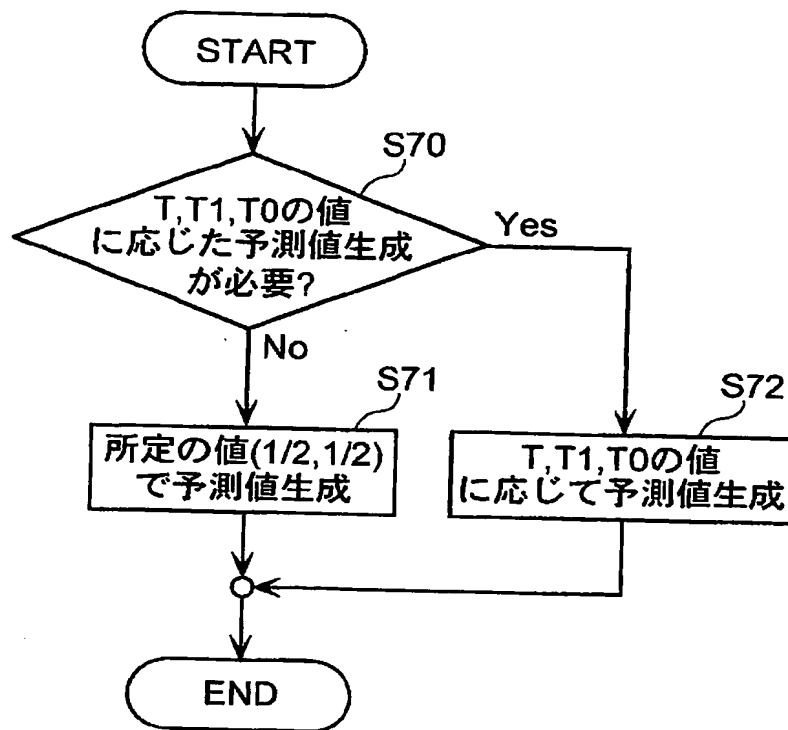 START
S70
T,T1,T0の値
に応じた予測値生成
が必要?
Yes
No
S71
所定の値(1/2,1/2)
で予測値生成
S72
T,T1,T0の値
に応じて予測値生成
END